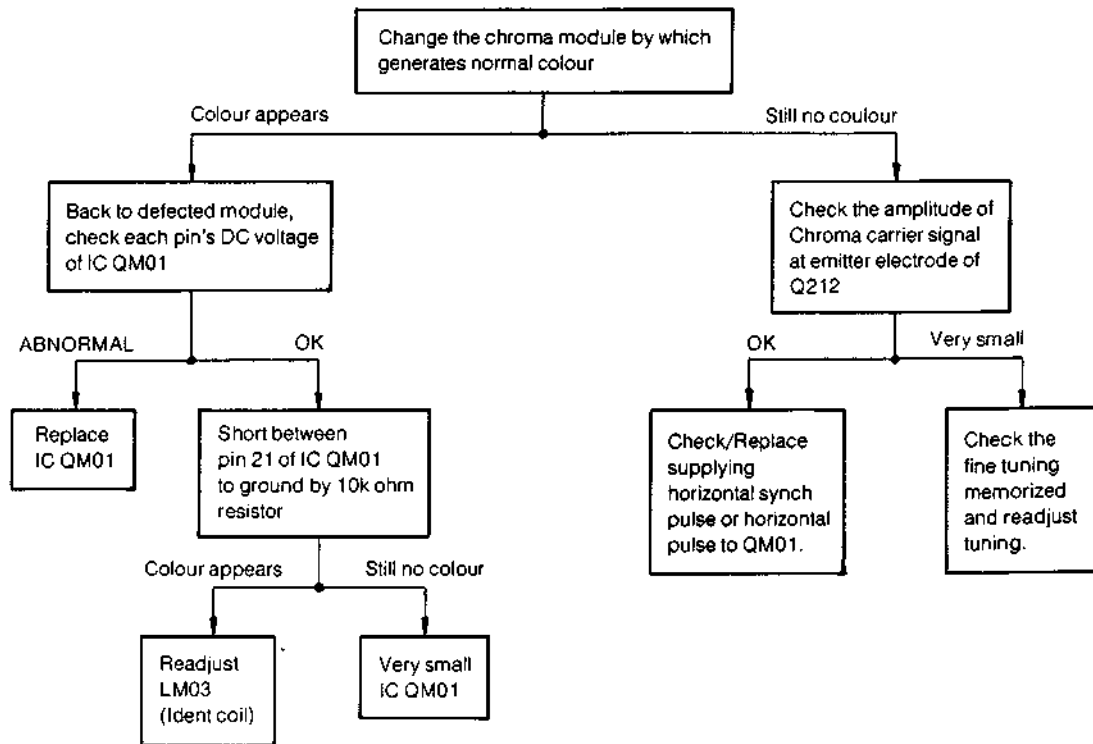 Change the chroma module by which
generates normal colour
Colour appears
Still no coulour
Back to defected module,
check each pin's DC voltage
of IC QM01
Check the amplitude of
Chroma carrier signal
at emitter electrode of
Q212
ABNORMAL
OK
OK
Very small
Replace
IC QM01
Short between
pin 21 of IC QM01
to ground by 10k ohm
resistor
Check/Replace
supplying
horizontal synch
pulse or horizontal
pulse to QM01.
Check the
fine tuning
memorized
and readjust
tuning.
Colour appears
Still no colour
Readjust
LM03
(Ident coil)
Very small
IC QM01